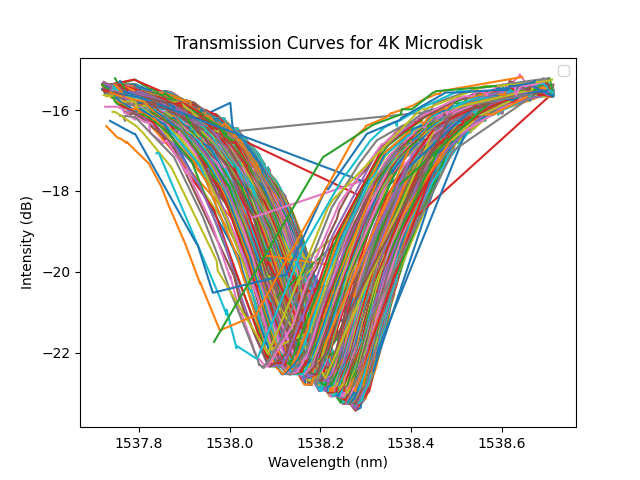 Transmission Curves for 4K Microdisk
Intensity (dB)
−16
−18
−20
−22
1537.8 1538.0 1538.2 1538.4 1538.6
Wavelength (nm)